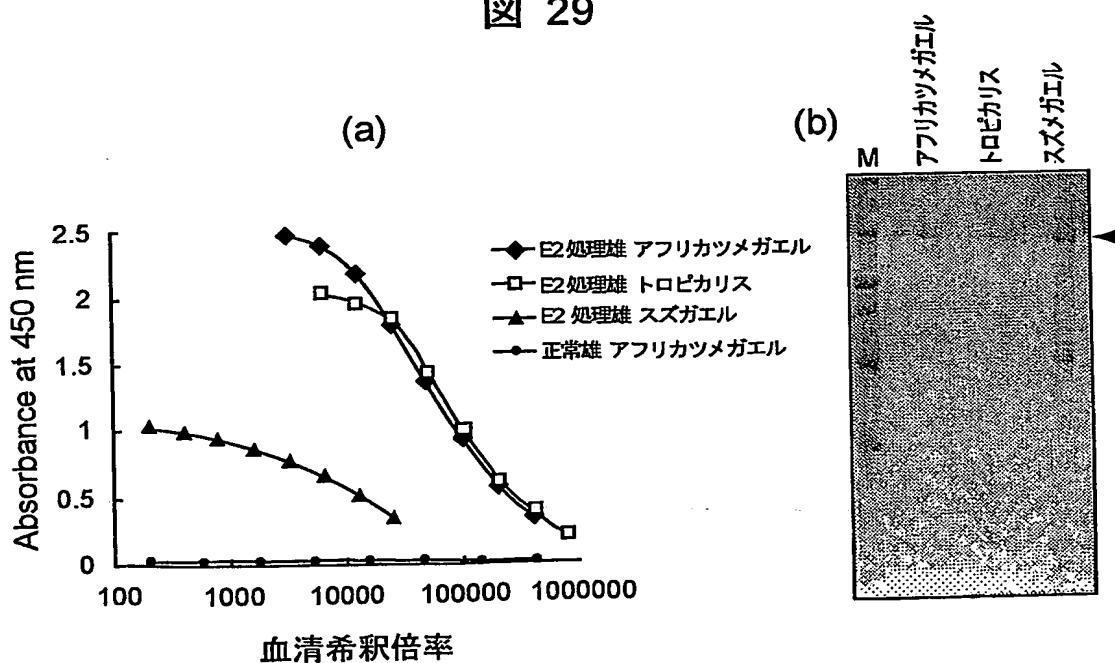 図 29
(a)
Absorbance at 450 nm
2.5
2
1.5
1
0.5
0
100 1000 10000 100000 1000000
血清希釈倍率
E2処理雄 アフリカツメガエル
E2処理雄 トロピカリス
E2 処理雄 スズガエル
正常雄 アフリカツメガエル
(b)
M
アフリカツメガエル
トロピカリス
スズメガエル